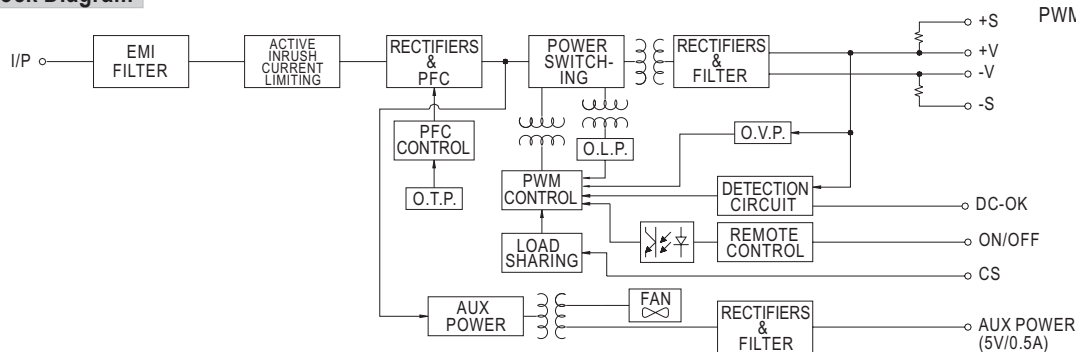 I/P
EMI
FILTER
ACTIVE
INRUSH
CURRENT
LIMITING
RECTIFIERS
&
PFC
POWER
SWITCH-
ING
RECTIFIERS
&
FILTER
+S
PWM
+V
-V
-S
PFC
CONTROL
O.L.P.
O.V.P.
O.T.P.
PWM
CONTROL
DETECTION
CIRCUIT
DC-OK
LOAD
SHARING
REMOTE
CONTROL
ON/OFF
CS
AUX
POWER
FAN
RECTIFIERS
&
FILTER
AUX POWER
(5V/0.5A)